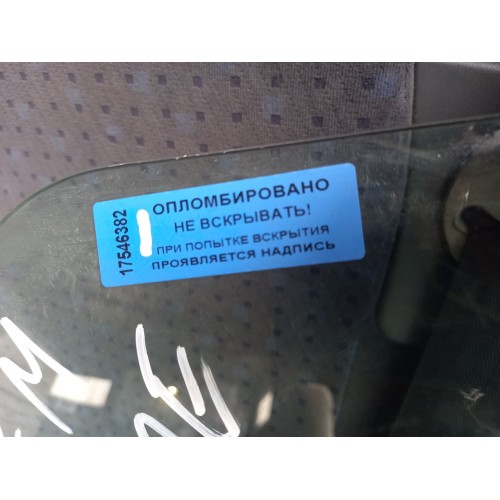 17546382
ОПЛОМБИРОВАНО
НЕ ВСКРЫВАТЬ!
ПРИ ПОПЫТКЕ ВСКРЫТИЯ
ПРОЯВЛЯЕТСЯ НАДПИСЬ